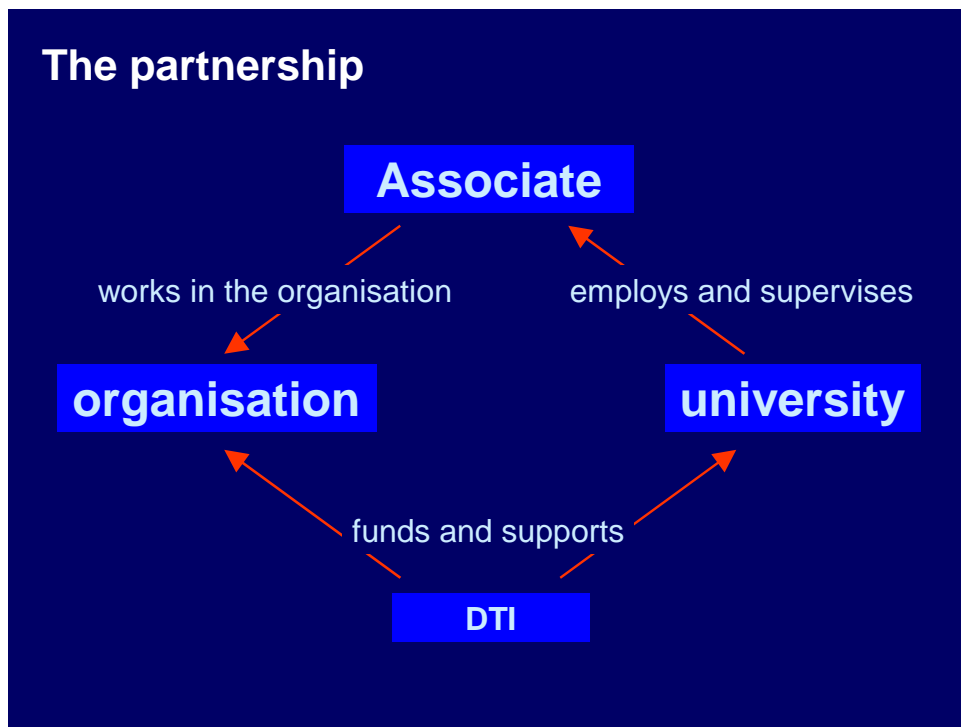 The partnership
Associate
works in the organisation
employs and supervises
organisation
university
funds and supports
DTI